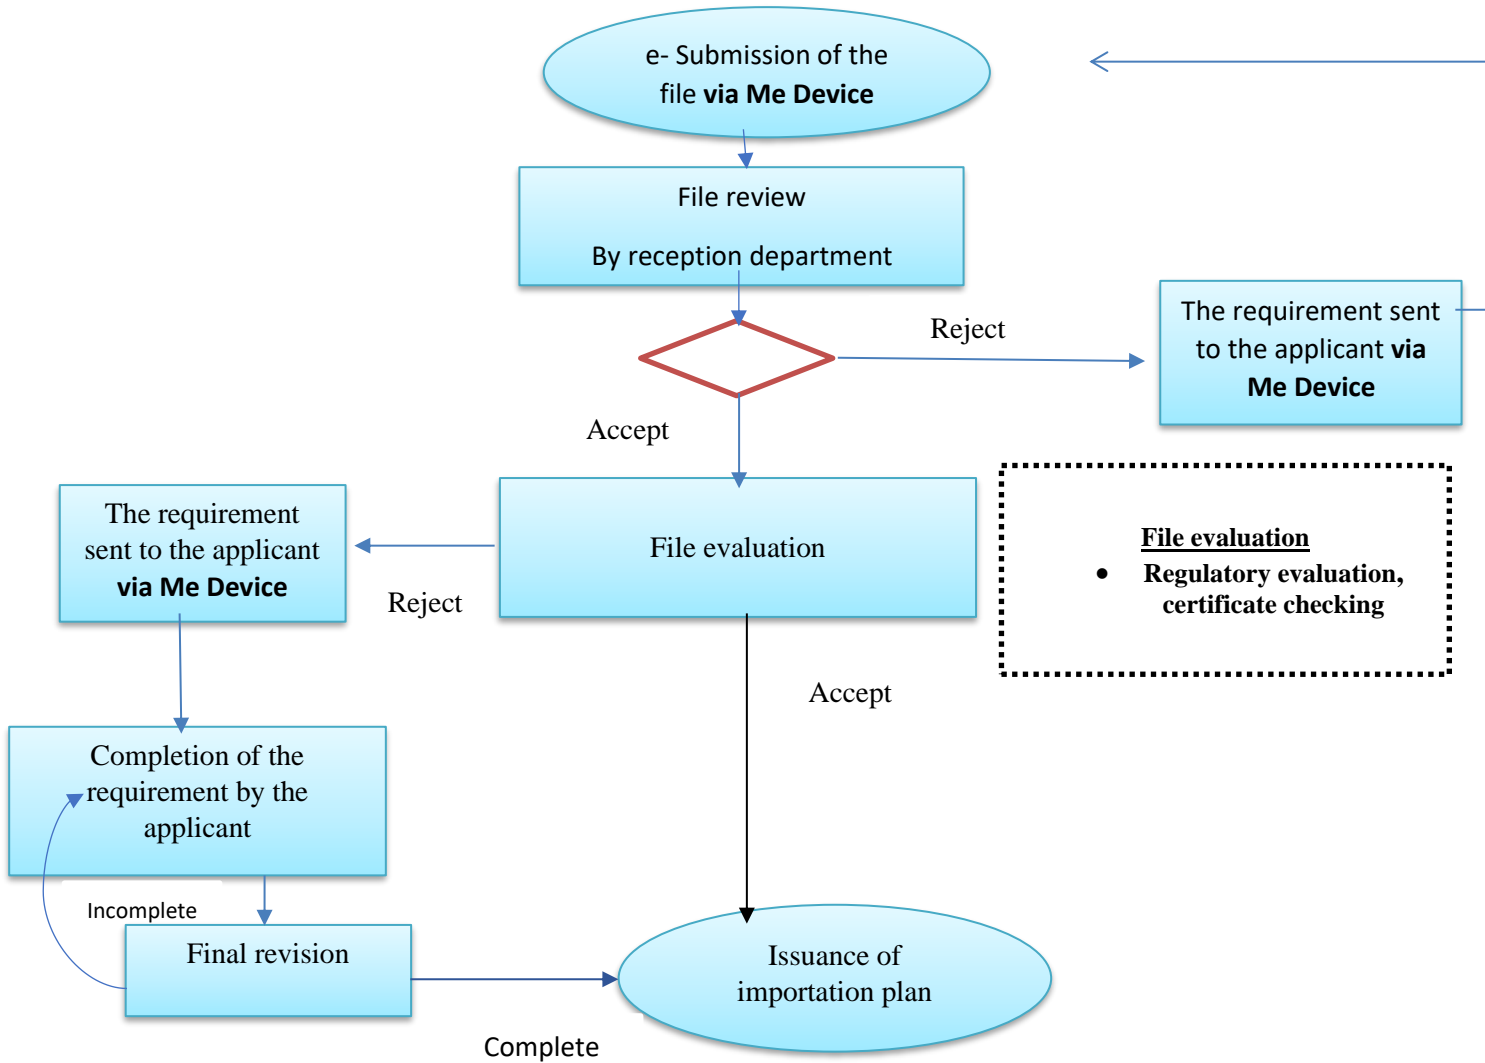 e- Submission of the
file via Me Device
File review
By reception department
Reject
The requirement sent
to the applicant via
Me Device
Accept
The requirement
sent to the applicant
via Me Device
File evaluation
Reject
File evaluation
• Regulatory evaluation,
certificate checking
Accept
Completion of the
requirement by the
applicant
Incomplete
Final revision
Issuance of
importation plan
Complete